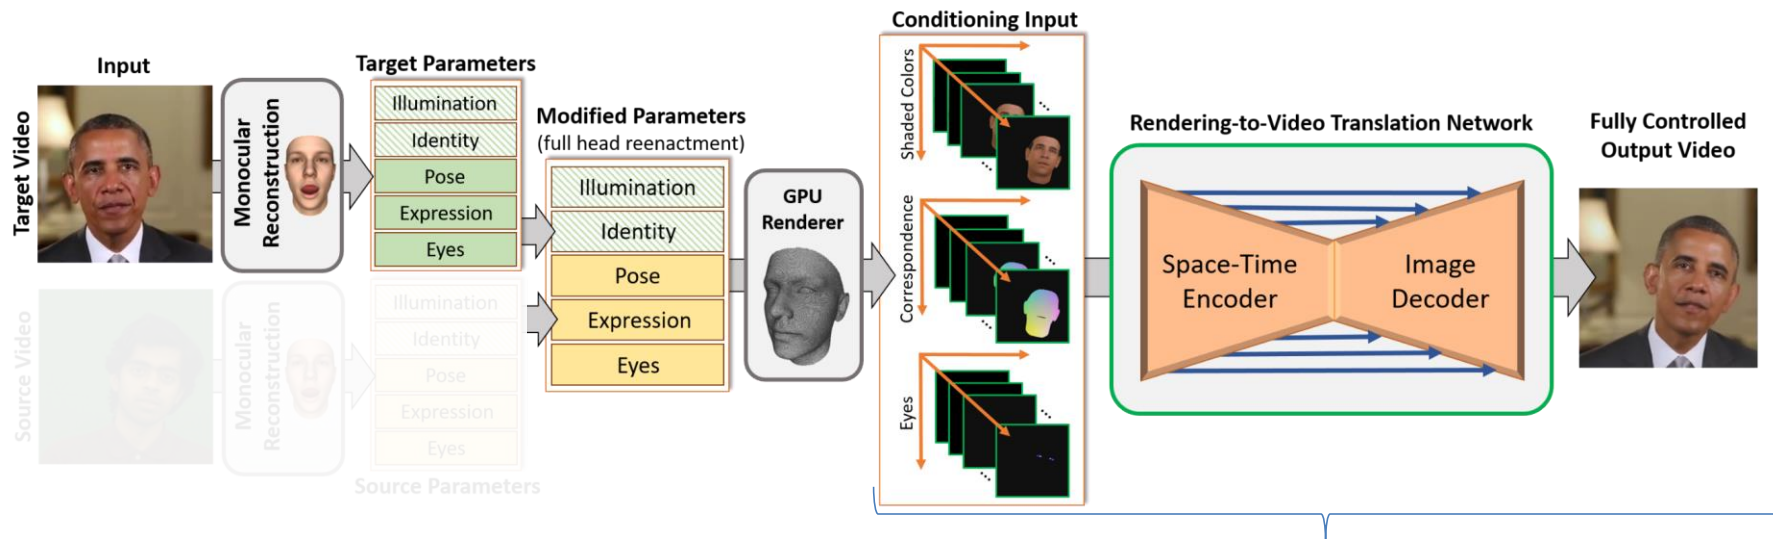 Conditioning Input
Input
Target Parameters
Target Video
Monocular
Reconstruction
Illumination
Identity
Pose
Expression
Eyes
Modified Parameters
(full head reenactment)
Illumination
Identity
Pose
Expression
Eyes
GPU
Renderer
Shaded Colors
Correspondence
Eyes
Rendering-to-Video Translation Network
Space-Time
Encoder
Image
Decoder
Fully Controlled
Output Video
Source Video
Monocular
Reconstruction
Illumination
Identity
Pose
Expression
Eyes
Source Parameters